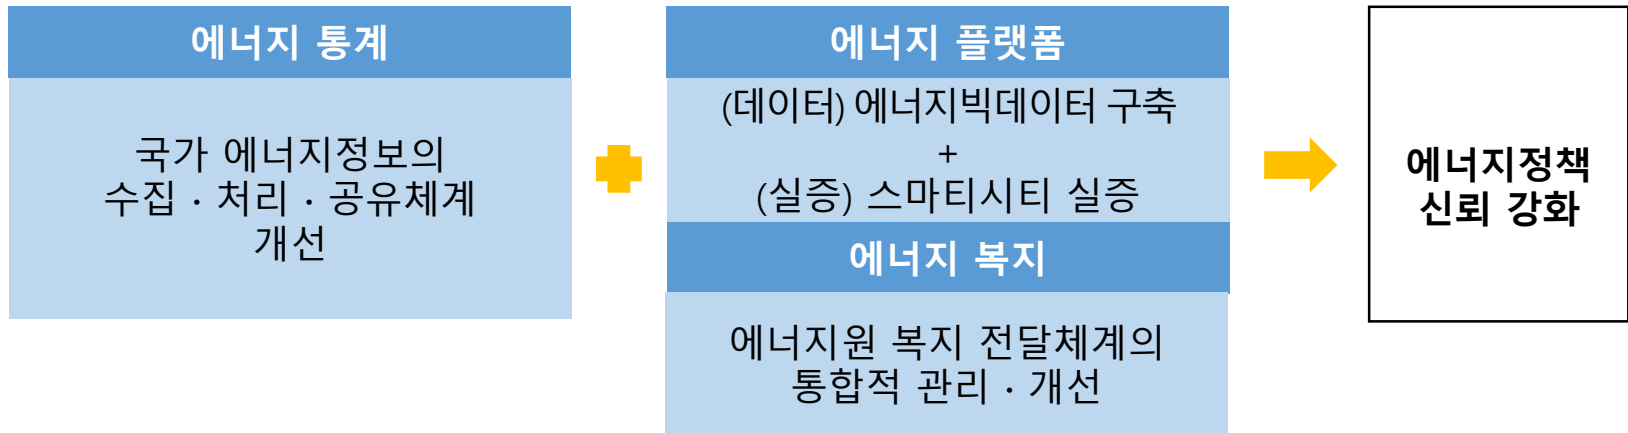 에너지 통계
국가 에너지정보의
수집 · 처리 · 공유체계
개선
에너지 플랫폼
(데이터) 에너지빅데이터 구축
+
(실증) 스마티시티 실증
에너지 복지
에너지원 복지 전달체계의
통합적 관리 · 개선
에너지정책
신뢰 강화